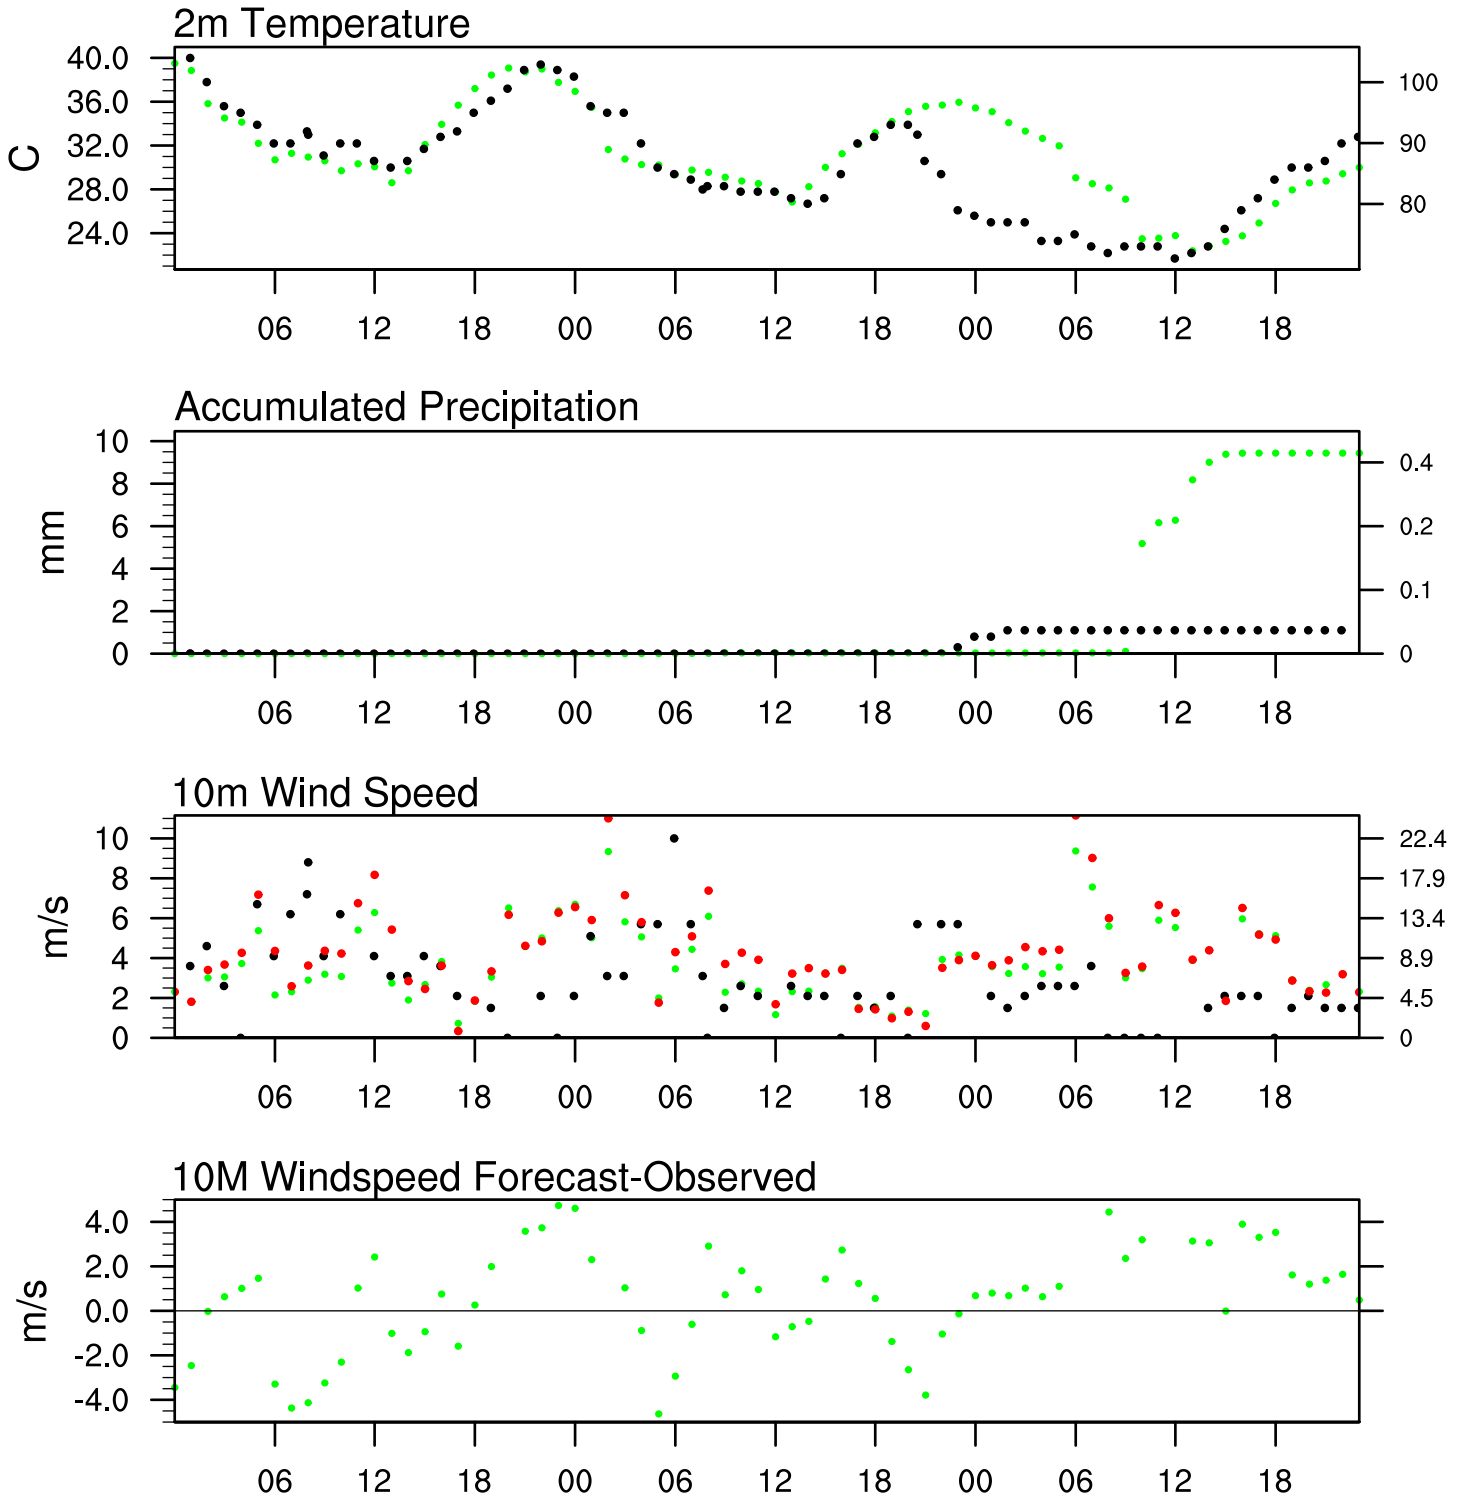 2m Temperature
40.0
36.0
32.0
28.0
24.0
C
100
90
80
06 12 18 00 06 12 18 00 06 12 18
Accumulated Precipitation
10
8
6
4
2
0
mm
0.4
0.2
0.1
0
06 12 18 00 06 12 18 00 06 12 18
10m Wind Speed
10
8
6
4
2
0
m/s
22.4
17.9
13.4
8.9
4.5
0
06 12 18 00 06 12 18 00 06 12 18
10M Windspeed Forecast-Observed
4.0
2.0
0.0
-2.0
-4.0
m/s
06 12 18 00 06 12 18 00 06 12 18